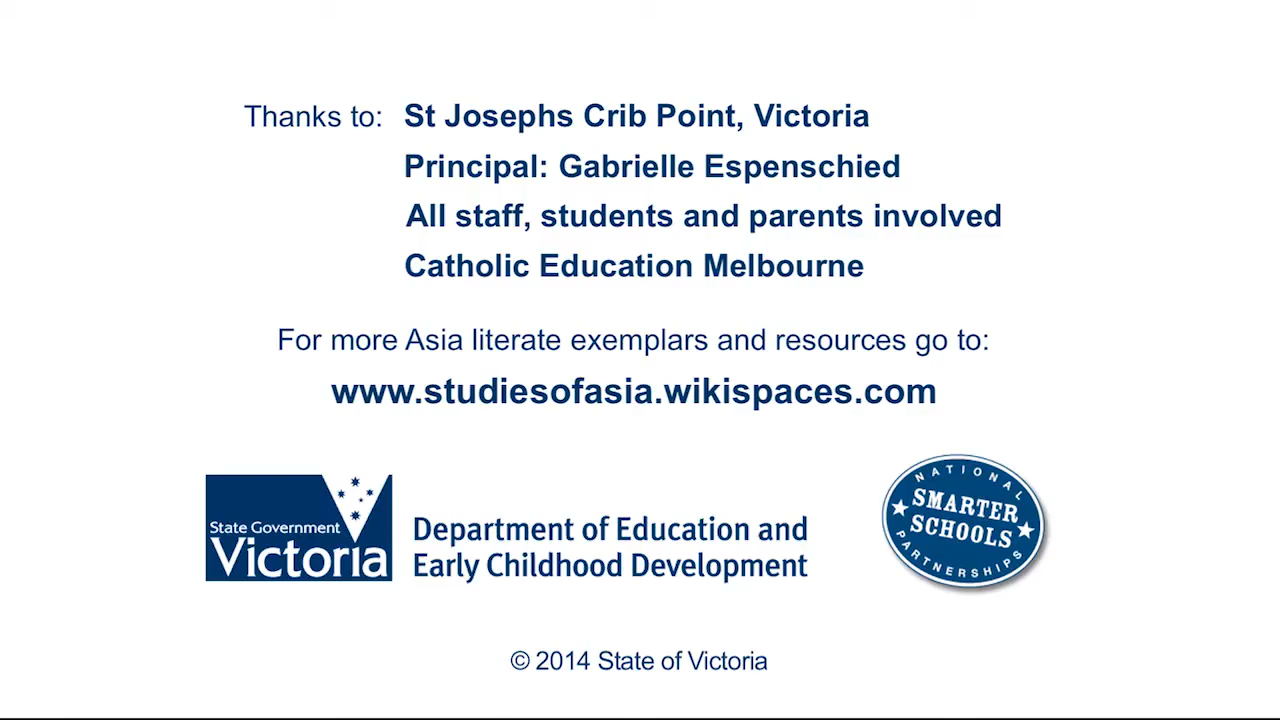 Thanks to: St Josephs Crib Point, Victoria
Principal: Gabrielle Espenschied
All staff, students and parents involved
Catholic Education Melbourne
For more Asia literate exemplars and resources go to:
www.studiesofasia.wikispaces.com
State Government
Victoria
Department of Education and
Early Childhood Development
NATIONAL
SMARTER
SCHOOLS
PARTNERSHIPS
© 2014 State of Victoria